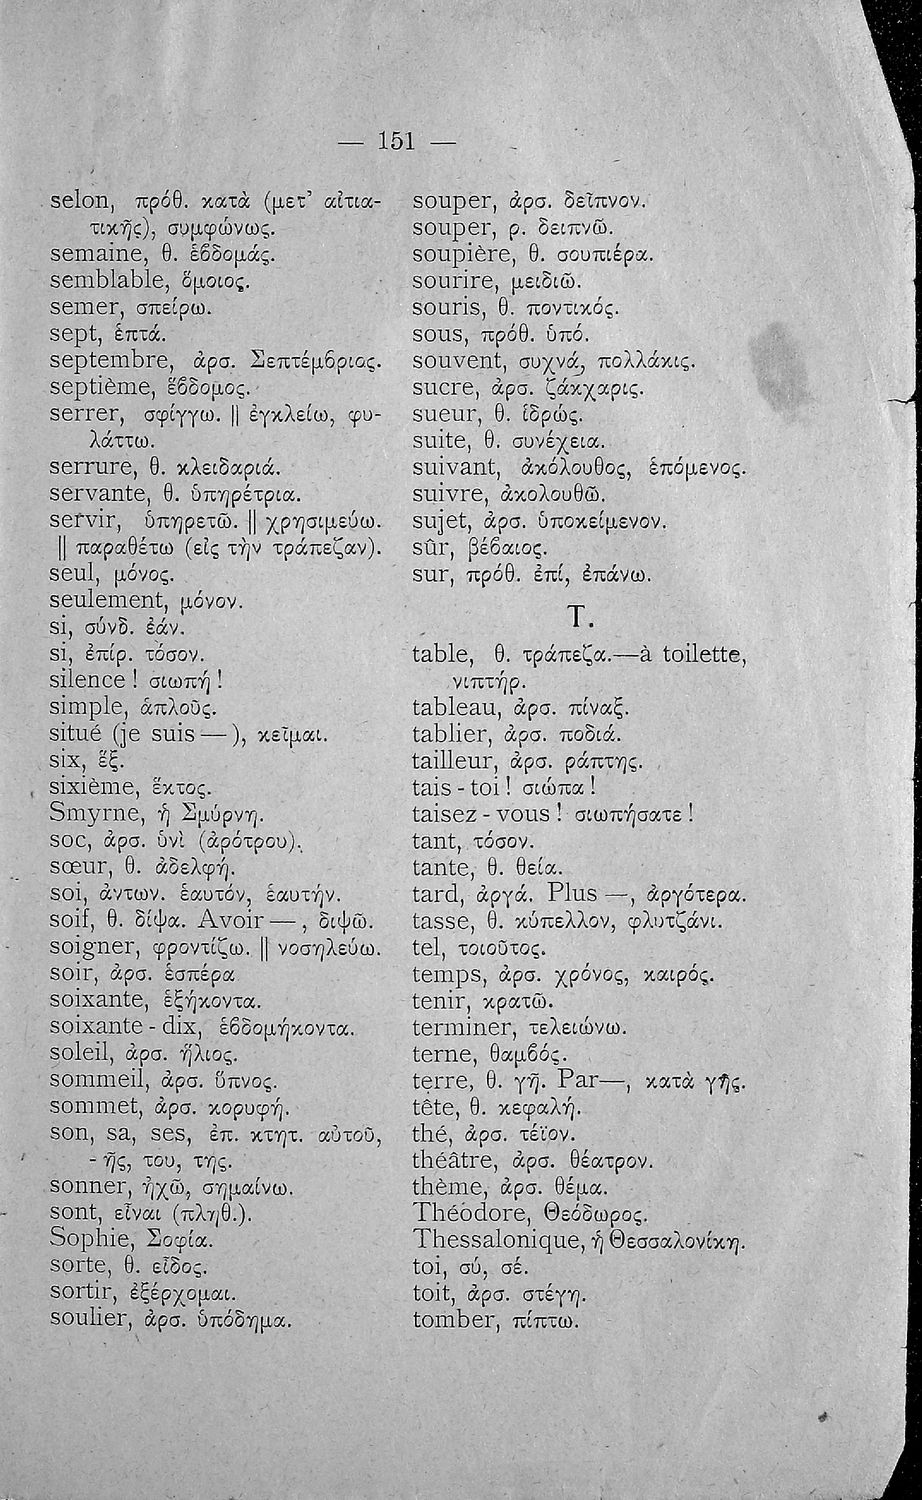 — 151 —
selon, πρόθ. κατὰ (μετ’ αἰτια-
τικῆς), συμφώνως.
semaine, θ. ἑβδομάς.
semblable, ὅμοιος.
semer, σπείρω.
sept, ἑπτά.
septembre, ἀρσ. Σεπτέμβριος.
septième, ἕβδομος.
serrer, σφίγγω. || ἐγκλείω, φυ-
λάττω.
serrure, θ. κλειδαριά.
servante, θ. ὑπηρέτρια.
servir, ὑπηρετῶ. || χρησιμεύω.
|| παραθέτω (εἰς τὴν τράπεζαν).
seul, μόνος.
seulement, μόνον.
si, σύνδ. ἐάν.
si, ἐπίρ. τόσον.
silence ! σιωπή !
simple, ἁπλοῦς.
situé (je suis — ), κεῖμαι.
six, ἕξ.
sixième, ἕκτος.
Smyrne, ἡ Σμύρνη.
soc, ἀρσ. ὑνὶ (ἀρότρου).
sœur, θ. ἀδελφή.
soi, ἀντων. ἑαυτόν, ἑαυτήν.
soif, θ. δίψα. Avoir — , διψῶ.
soigner, φροντίζω. || νοσηλεύω.
soir, ἀρσ. ἑσπέρα
soixante, ἑξήκοντα.
soixante - dix, ἑβδομήκοντα.
soleil, ἀρσ. ἥλιος.
sommeil, ἀρσ. ὕπνος.
sommet, ἀρσ. κορυφή.
son, sa, ses, ἐπ. κτητ. αὐτοῦ,
- ῆς, του, της.
sonner, ἠχῶ, σημαίνω.
sont, εἶναι (πληθ.).
Sophie, Σοφία.
sorte, θ. εἶδος.
sortir, ἐξέρχομαι.
soulier, ἀρσ. ὑπόδημα.
souper, ἀρσ. δεῖπνον.
souper, ρ. δειπνῶ.
soupière, θ. σουπιέρα.
sourire, μειδιῶ.
souris, θ. ποντικός.
sous, πρόθ. ὑπό.
souvent, συχνά, πολλάκις.
sucre, ἀρσ. ζάκχαρις.
sueur, θ. ἱδρώς.
suite, θ. συνέχεια.
suivant, ἀκόλουθος, ἑπόμενος.
suivre, ἀκολουθῶ.
sujet, ἀρσ. ὑποκείμενον.
sûr, βέβαιος.
sur, πρόθ. ἐπί, ἐπάνω.
T.
table, θ. τράπεζα.—à toilette,
νιπτήρ.
tableau, ἀρσ. πίναξ.
tablier, ἀρσ. ποδιά.
tailleur, ἀρσ. ράπτης.
tais - toi ! σιώπα !
taisez - vous ! σιωπήσατε !
tant, τόσον.
tante, θ. θεία.
tard, ἀργά. Plus —, ἀργότερα.
tasse, θ. κύπελλον, φλυτζάνι.
tel, τοιοῦτος.
temps, ἀρσ. χρόνος, καιρός.
tenir, κρατῶ.
terminer, τελειώνω.
terne, θαμβός.
terre, θ. γῆ. Par—, κατὰ γῆς.
tête, θ. κεφαλή.
thé, ἀρσ. τέϊον.
théâtre, ἀρσ. θέατρον.
thème, ἀρσ. θέμα.
Théodore, Θεόδωρος.
Thessalonique, ἡ Θεσσαλονίκη.
toi, σύ, σέ.
toit, ἀρσ. στέγη.
tomber, πίπτω.